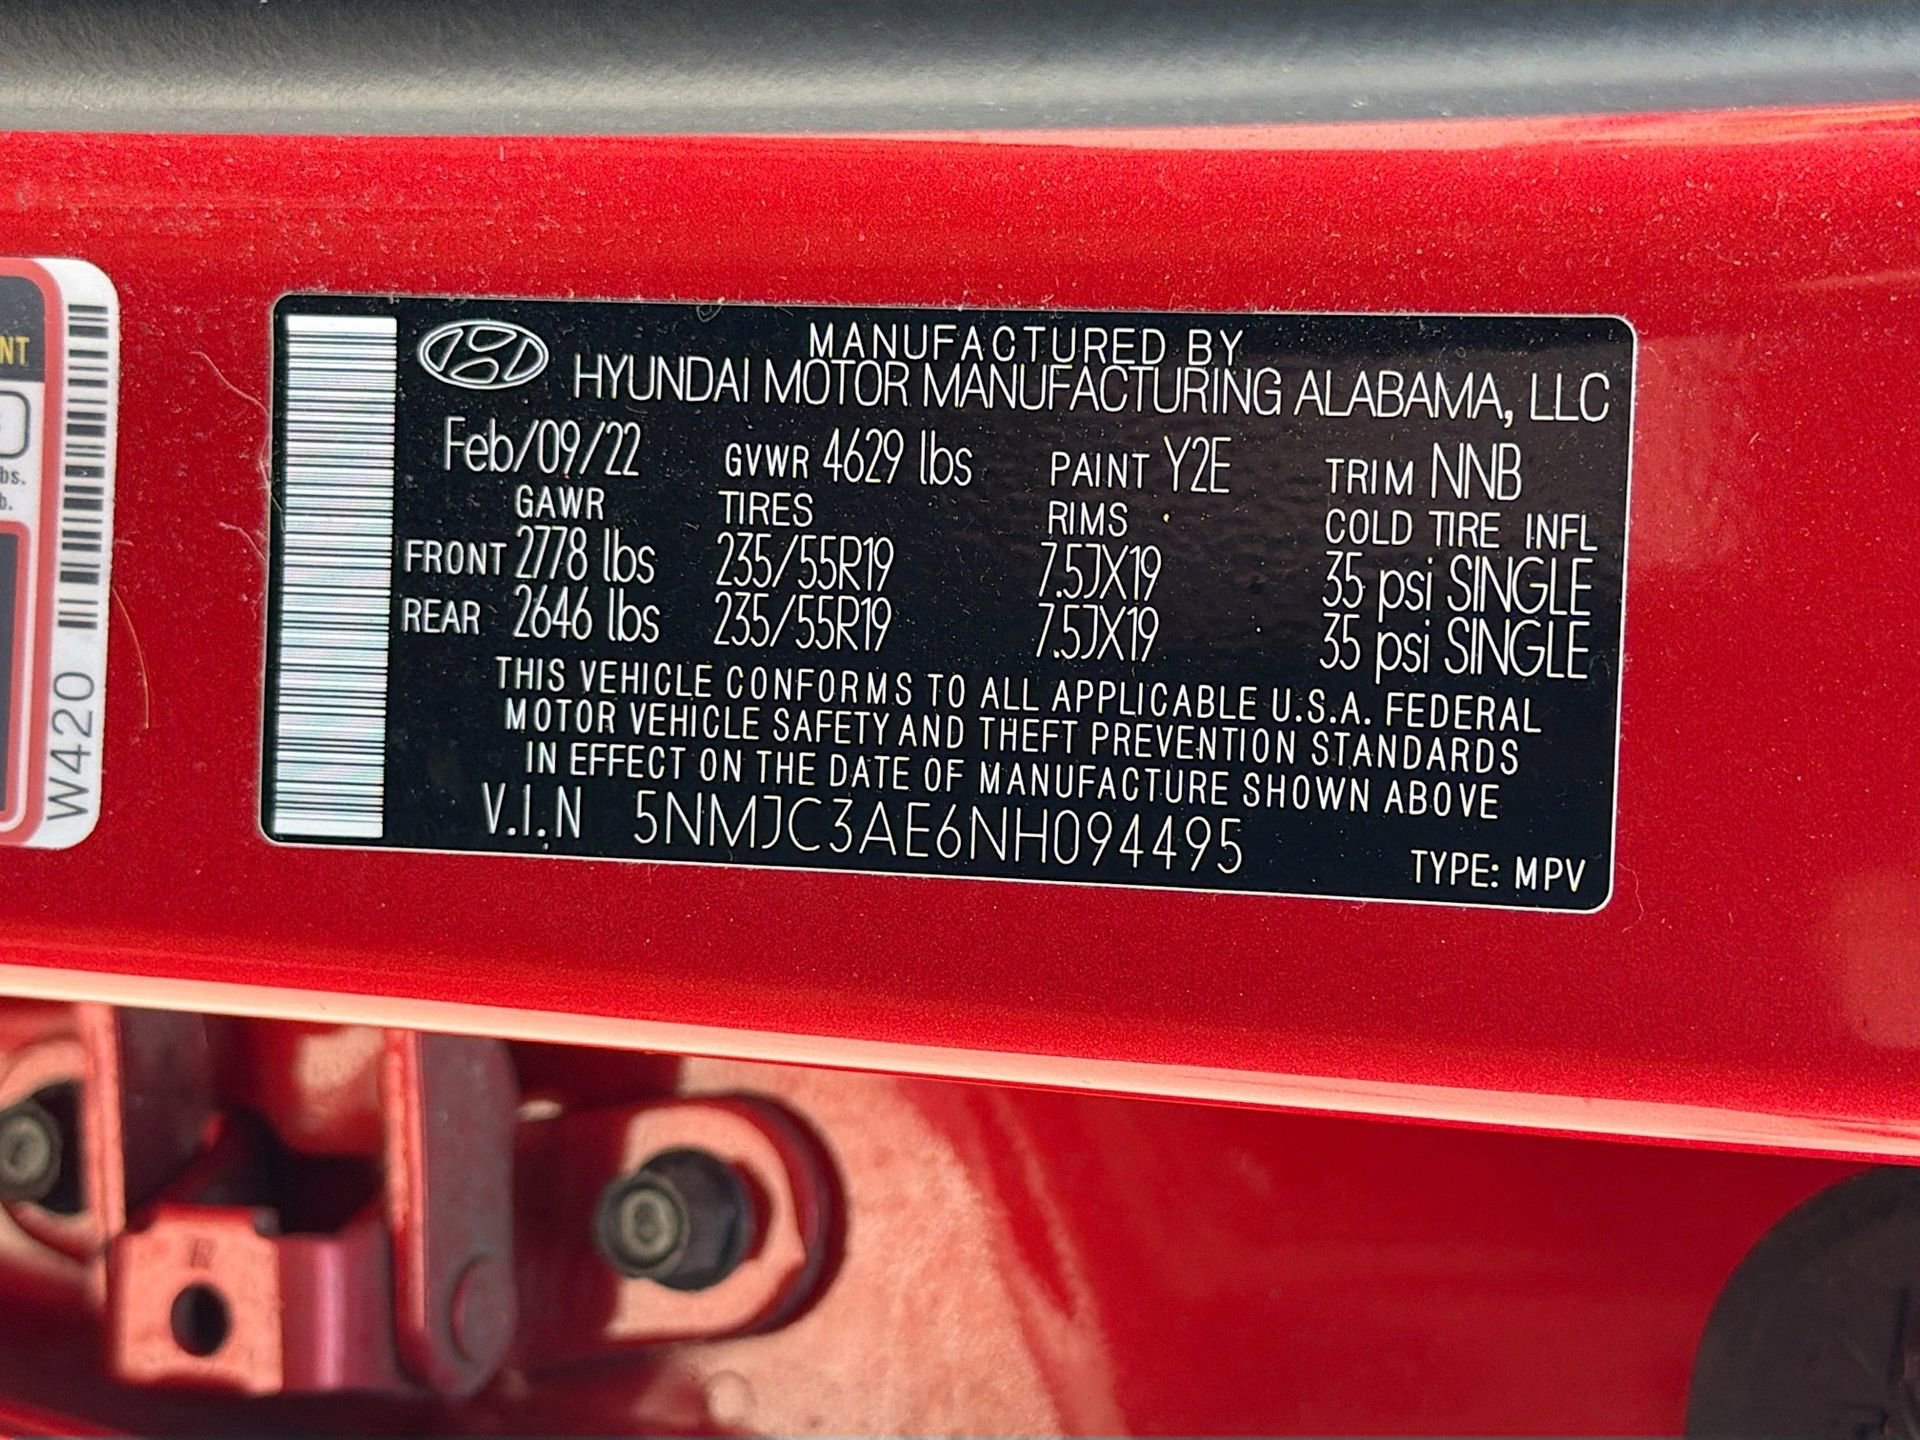 NT
bs.
b.
W420
MANUFACTURED BY
HYUNDAI MOTOR MANUFACTURING ALABAMA, LLC
Feb/09/22 GVWR 4629 lbs PAINT Y2E TRIM NNB
GAWR TIRES RIMS COLD TIRE INFL
FRONT 2778 lbs 235/55R19 7.5JX19 35 psi SINGLE
REAR 2646 lbs 235/55R19 7.5JX19 35 psi SINGLE
THIS VEHICLE CONFORMS TO ALL APPLICABLE U.S.A. FEDERAL
MOTOR VEHICLE SAFETY AND THEFT PREVENTION STANDARDS
IN EFFECT ON THE DATE OF MANUFACTURE SHOWN ABOVE
V.I.N 5NMJC3AE6NH094495
TYPE: MPV